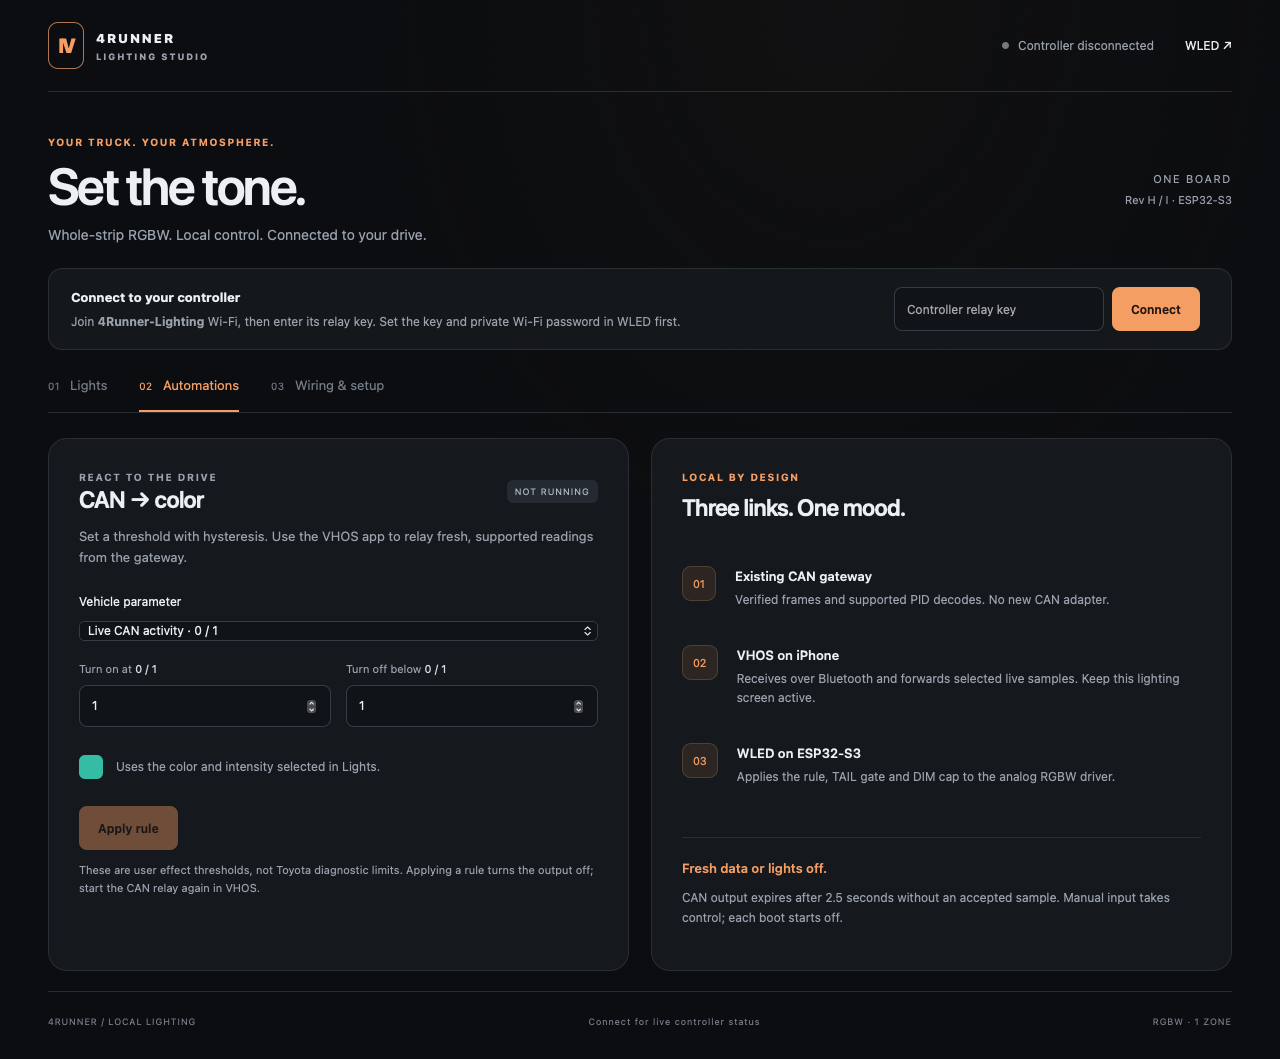 4RUNNER
LIGHTING STUDIO
Controller disconnected
WLED ↗
YOUR TRUCK. YOUR ATMOSPHERE.
Set the tone.
Whole-strip RGBW. Local control. Connected to your drive.
ONE BOARD
Rev H / I · ESP32-S3
Connect to your controller
Join 4Runner-Lighting Wi-Fi, then enter its relay key. Set the key and private Wi-Fi password in WLED first.
Controller relay key
Connect
01 Lights
02 Automations
03 Wiring & setup
REACT TO THE DRIVE
CAN → color
NOT RUNNING
Set a threshold with hysteresis. Use the VHOS app to relay fresh, supported readings
from the gateway.
Vehicle parameter
Live CAN activity · 0 / 1
Turn on at 0 / 1
Turn off below 0 / 1
1
1
Uses the color and intensity selected in Lights.
Apply rule
These are user effect thresholds, not Toyota diagnostic limits. Applying a rule turns the output off;
start the CAN relay again in VHOS.
LOCAL BY DESIGN
Three links. One mood.
01
Existing CAN gateway
Verified frames and supported PID decodes. No new CAN adapter.
02
VHOS on iPhone
Receives over Bluetooth and forwards selected live samples. Keep this lighting
screen active.
03
WLED on ESP32-S3
Applies the rule, TAIL gate and DIM cap to the analog RGBW driver.
Fresh data or lights off.
CAN output expires after 2.5 seconds without an accepted sample. Manual input takes
control; each boot starts off.
4RUNNER / LOCAL LIGHTING
Connect for live controller status
RGBW · 1 ZONE